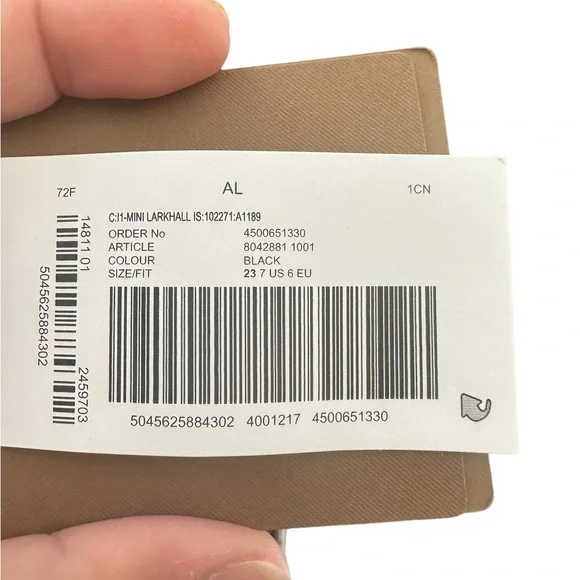 72F AL 1CN
C:I1-MINI LARKHALL IS:102271:A1189
ORDER No 4500651330
ARTICLE 8042881 1001
COLOUR BLACK
SIZE/FIT 23 7 US 6 EU
5045625884302 4001217 4500651330
14811 01 2459703
5045625884302